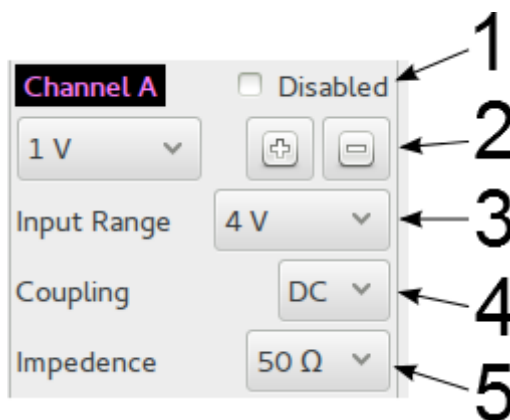 1
Channel A Disabled
1 V 2
Input Range 4 V 3
Coupling DC 4
Impedence 50 Ω 5